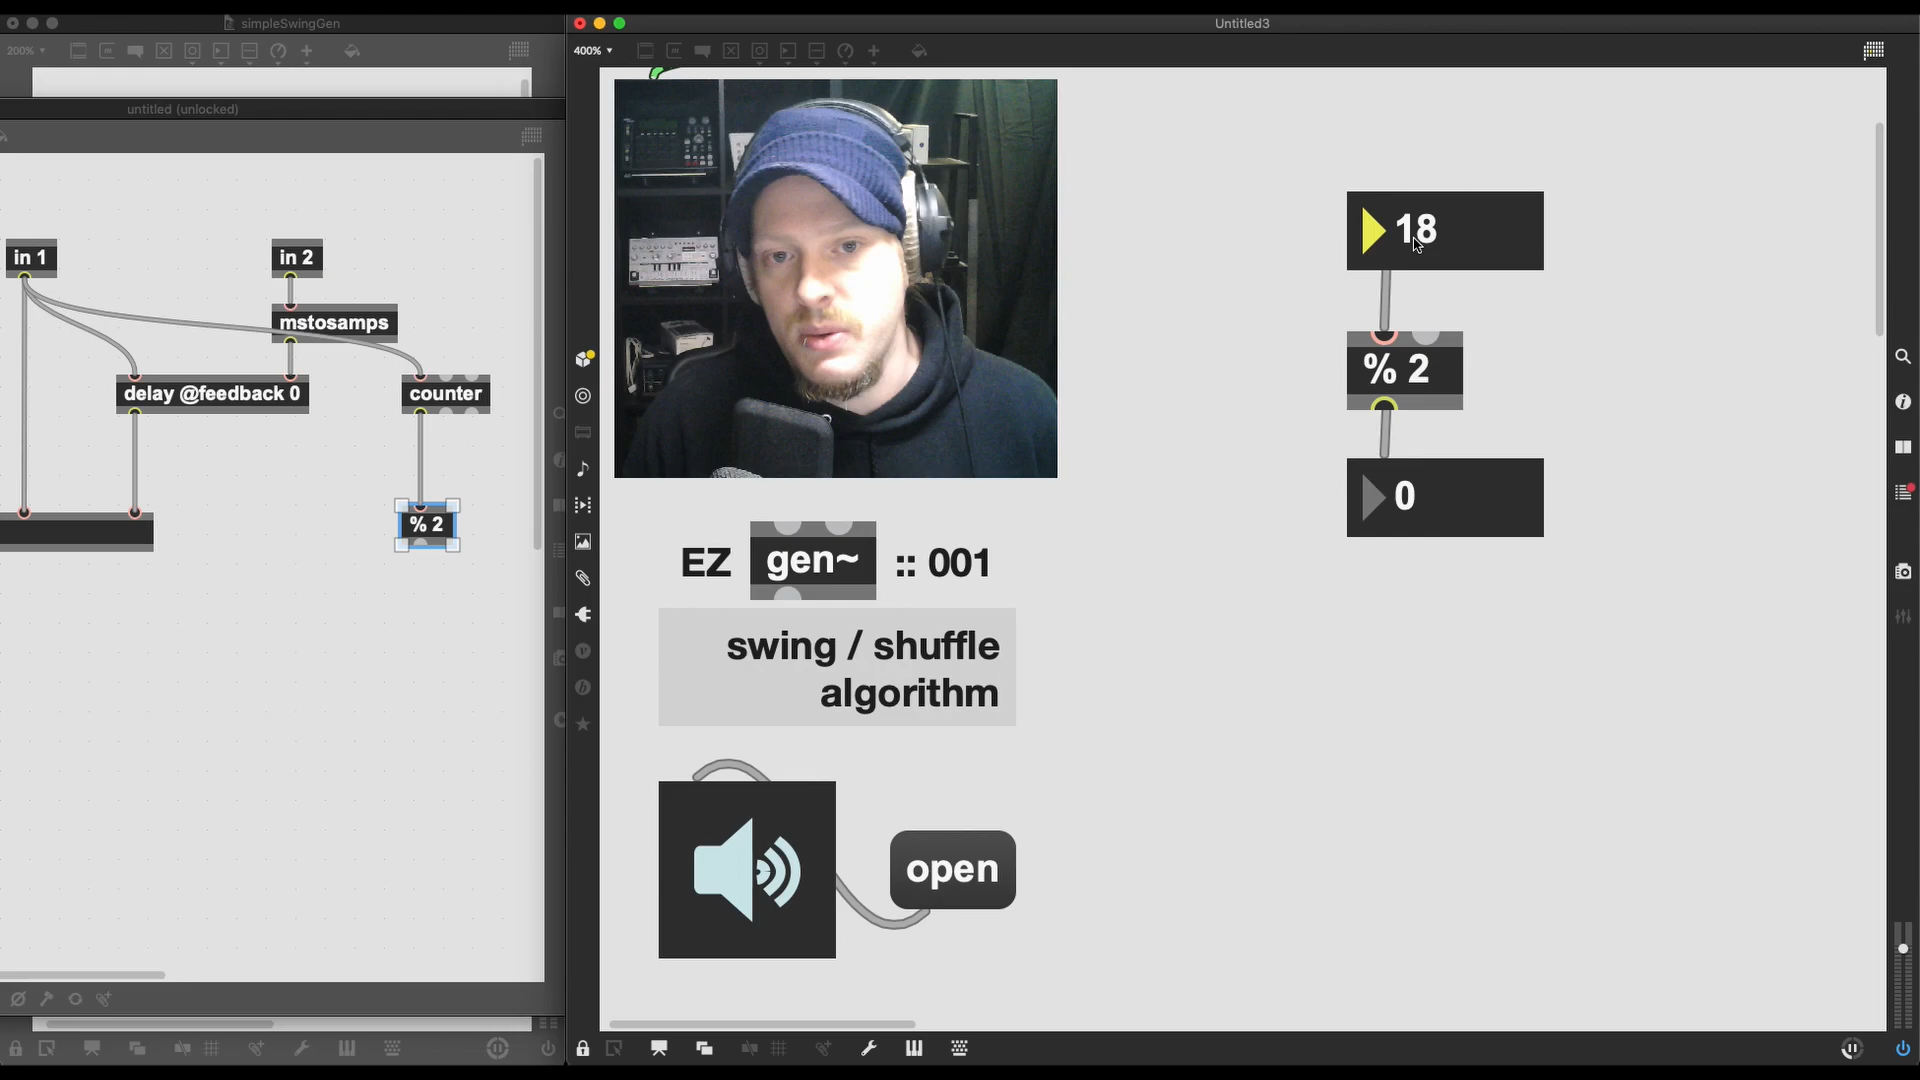 simpleSwingGen
200%
untitled (unlocked)
in 1
in 2
mstosamps
delay @feedback 0
counter
% 2
Untitled3
400%
18
% 2
0
EZ gen~ :: 001
swing / shuffle
algorithm
open